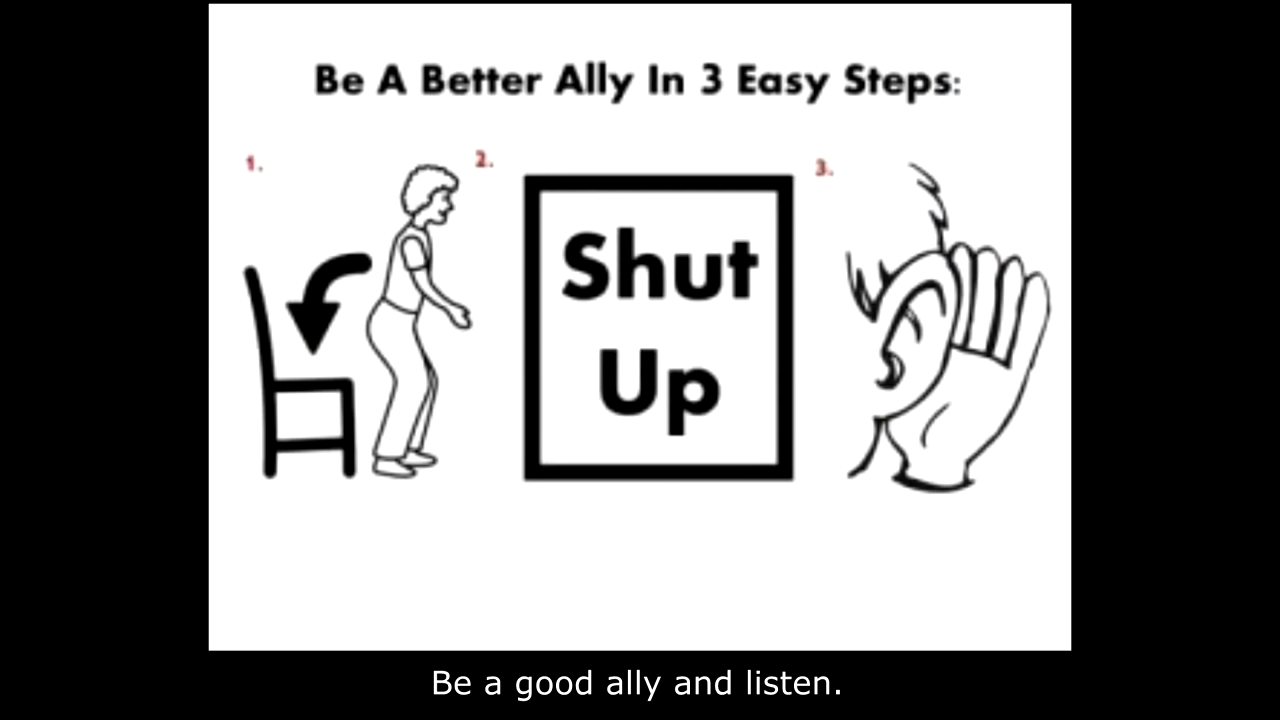 Be A Better Ally In 3 Easy Steps:
1.
2.
3.
Shut
Up
Be a good ally and listen.